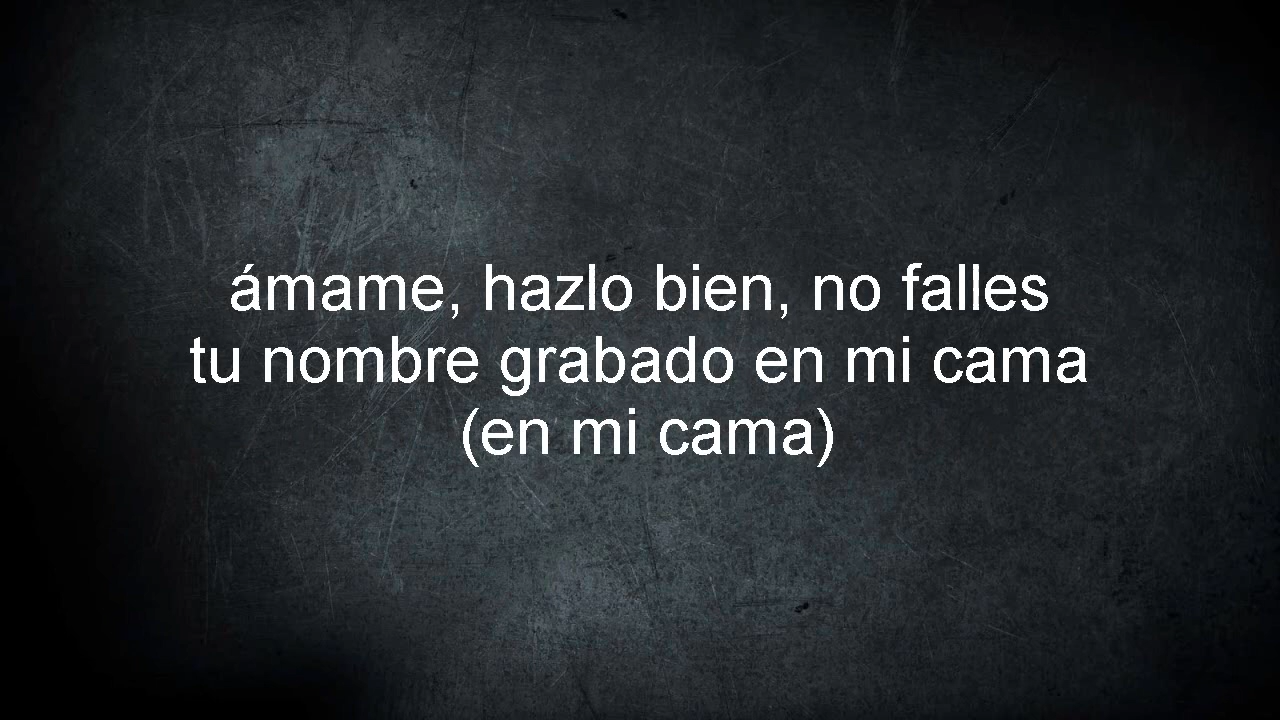 ámame, hazlo bien, no falles
tu nombre grabado en mi cama
(en mi cama)